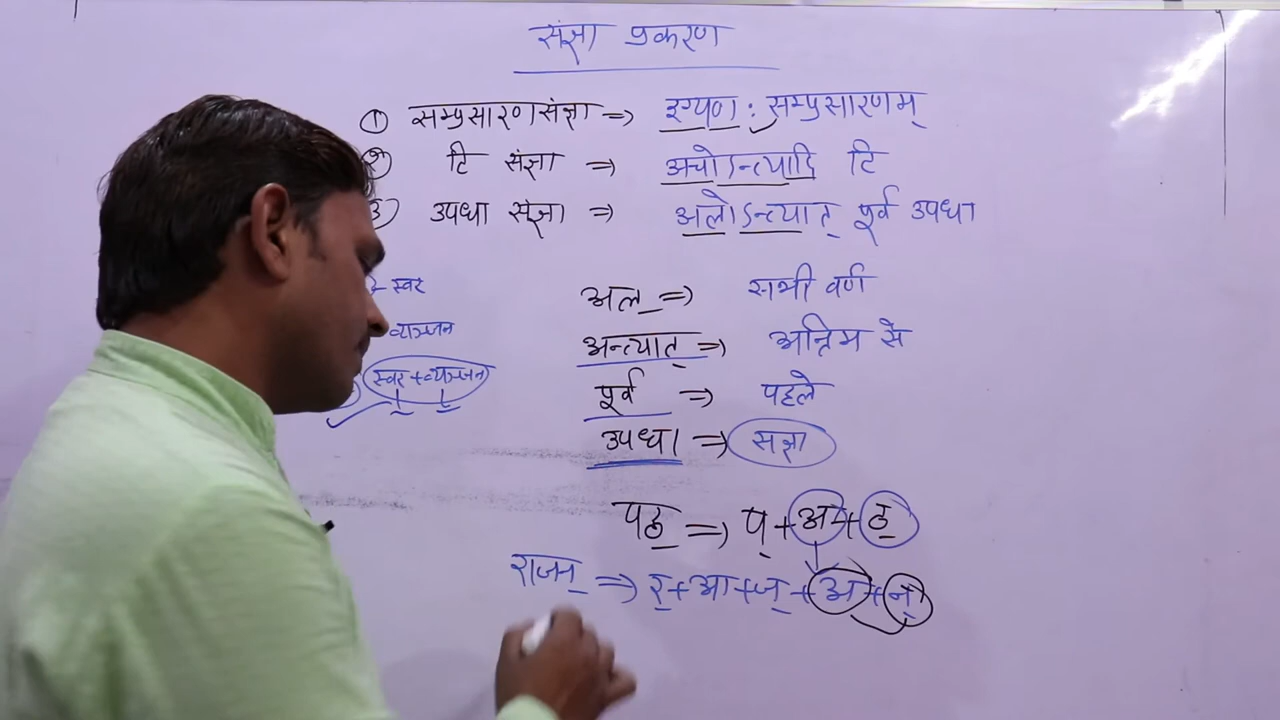 संज्ञा प्रकरण
① सम्प्रसारणसंज्ञा => इग्यण: सम्प्रसारणम्
② टि संज्ञा => अचोऽन्त्यादि टि
③ उपधा संज्ञा => अलोऽन्त्यात् पूर्व उपधा
स्वर
व्यञ्जन
स्वर + व्यञ्जन
अल् => सभी वर्ण
अन्त्यात् => अन्तिम से
पूर्व => पहले
उपधा => संज्ञा
पठ् => प् + अ + ठ्
राजन् => र् + आ + ज् + अ + न्